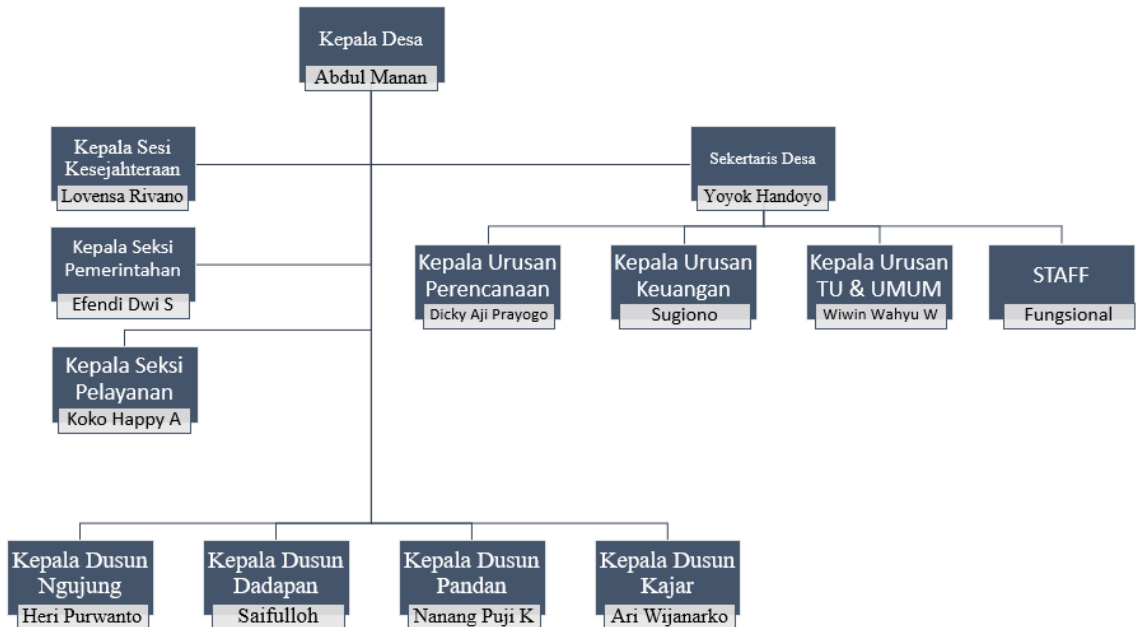 Kepala Desa
Abdul Manan
Kepala Sesi
Kesejahteraan
Lovensa Rivano
Sekertaris Desa
Yoyok Handoyo
Kepala Seksi
Pemerintahan
Efendi Dwi S
Kepala Urusan
Perencanaan
Dicky Aji Prayogo
Kepala Urusan
Keuangan
Sugiono
Kepala Urusan
TU & UMUM
Wiwin Wahyu W
STAFF
Fungsional
Kepala Seksi
Pelayanan
Koko Happy A
Kepala Dusun
Ngujung
Heri Purwanto
Kepala Dusun
Dadapan
Saifulloh
Kepala Dusun
Pandan
Nanang Puji K
Kepala Dusun
Kajar
Ari Wijanarko